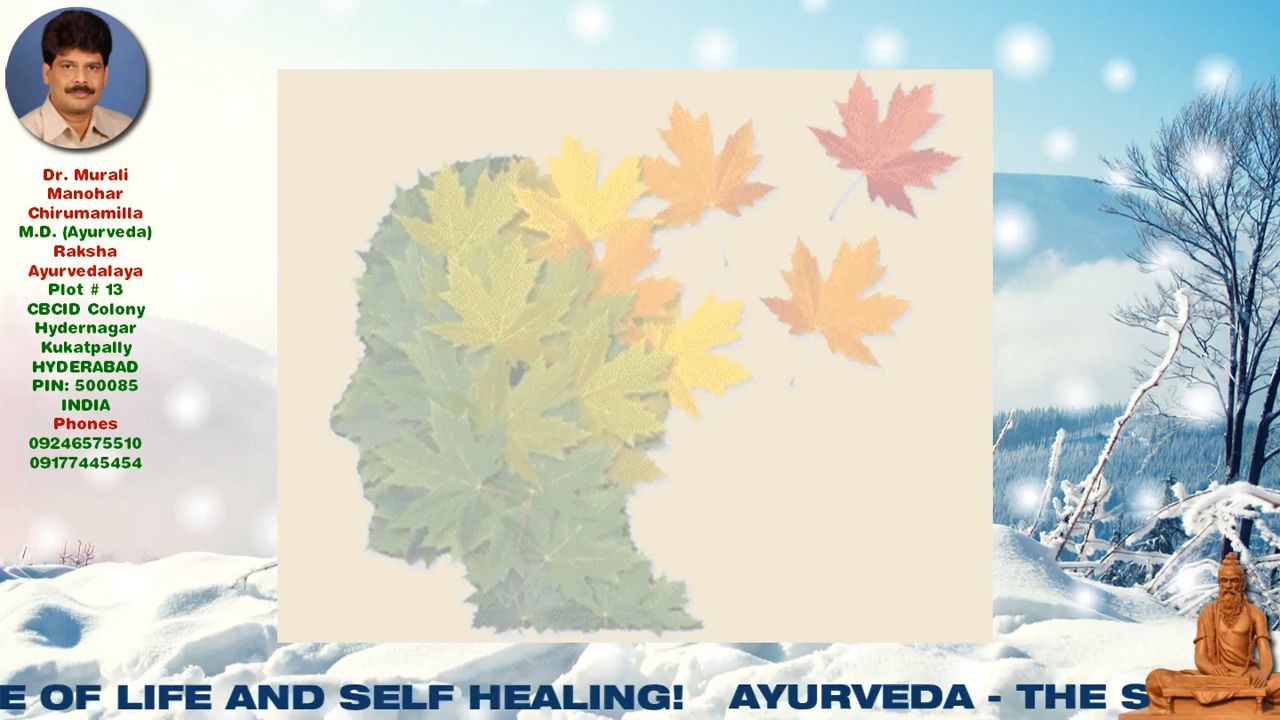 Dr. Murali
Manohar
Chirumamilla
M.D. (Ayurveda)
Raksha
Ayurvedalaya
Plot # 13
CBCID Colony
Hydernagar
Kukatpally
HYDERABAD
PIN: 500085
INDIA
Phones
09246575510
09177445454
E OF LIFE AND SELF HEALING! AYURVEDA - THE S